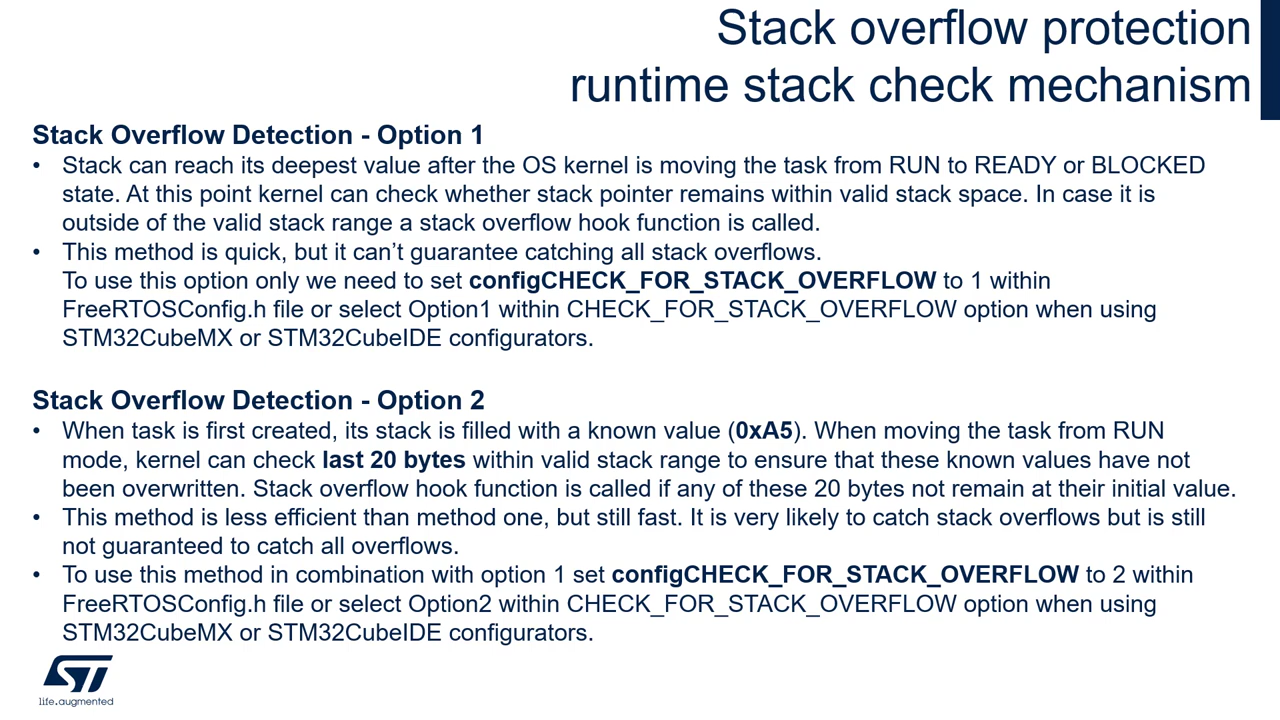 Stack overflow protection
runtime stack check mechanism
Stack Overflow Detection - Option 1
• Stack can reach its deepest value after the OS kernel is moving the task from RUN to READY or BLOCKED
state. At this point kernel can check whether stack pointer remains within valid stack space. In case it is
outside of the valid stack range a stack overflow hook function is called.
• This method is quick, but it can’t guarantee catching all stack overflows.
To use this option only we need to set configCHECK_FOR_STACK_OVERFLOW to 1 within
FreeRTOSConfig.h file or select Option1 within CHECK_FOR_STACK_OVERFLOW option when using
STM32CubeMX or STM32CubeIDE configurators.
Stack Overflow Detection - Option 2
• When task is first created, its stack is filled with a known value (0xA5). When moving the task from RUN
mode, kernel can check last 20 bytes within valid stack range to ensure that these known values have not
been overwritten. Stack overflow hook function is called if any of these 20 bytes not remain at their initial value.
• This method is less efficient than method one, but still fast. It is very likely to catch stack overflows but is still
not guaranteed to catch all overflows.
• To use this method in combination with option 1 set configCHECK_FOR_STACK_OVERFLOW to 2 within
FreeRTOSConfig.h file or select Option2 within CHECK_FOR_STACK_OVERFLOW option when using
STM32CubeMX or STM32CubeIDE configurators.
ST
life.augmented